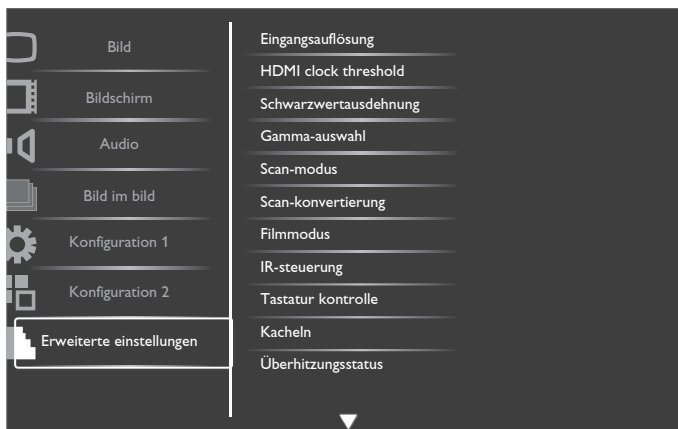 Bild
Bildschirm
Audio
Bild im bild
Konfiguration 1
Konfiguration 2
Erweiterte einstellungen
Eingangsauflösung
HDMI clock threshold
Schwarzwertausdehnung
Gamma-auswahl
Scan-modus
Scan-konvertierung
Filmmodus
IR-steuerung
Tastatur kontrolle
Kacheln
Überhitzungsstatus